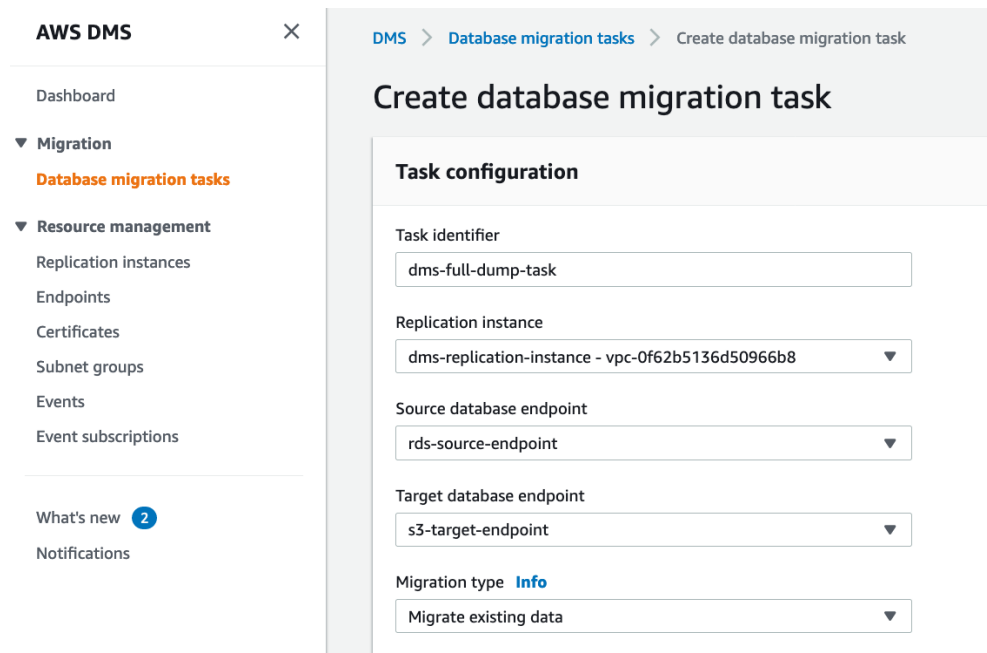 AWS DMS
Dashboard
Migration
Database migration tasks
Resource management
Replication instances
Endpoints
Certificates
Subnet groups
Events
Event subscriptions
What's new 2
Notifications
DMS > Database migration tasks > Create database migration task
Create database migration task
Task configuration
Task identifier
dms-full-dump-task
Replication instance
dms-replication-instance - vpc-0f62b5136d50966b8
Source database endpoint
rds-source-endpoint
Target database endpoint
s3-target-endpoint
Migration type Info
Migrate existing data